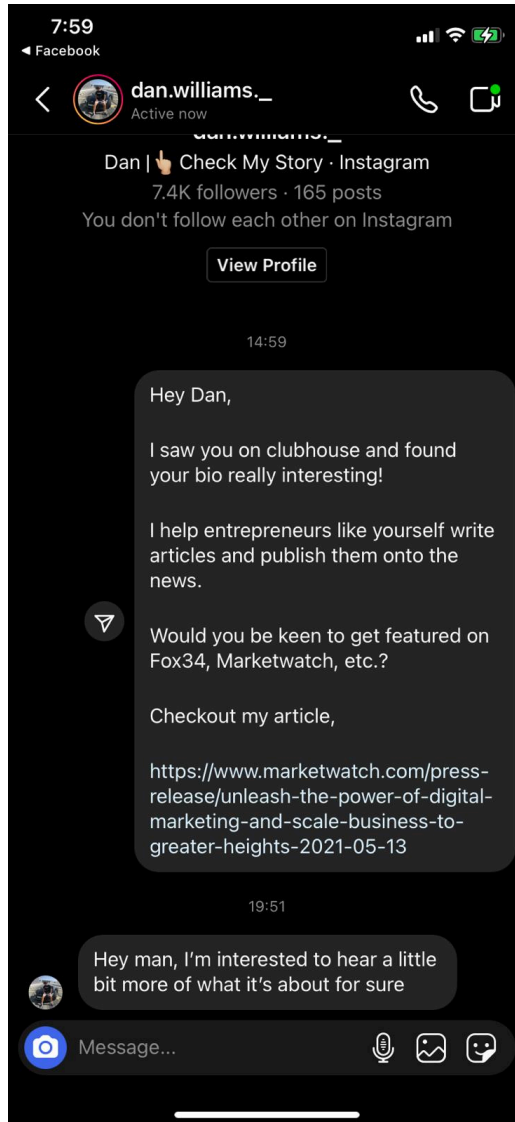 7:59
◀ Facebook
dan.williams._
Active now
dan.williams._
Dan |👆🏼 Check My Story · Instagram
7.4K followers · 165 posts
You don't follow each other on Instagram
View Profile
14:59
Hey Dan,
I saw you on clubhouse and found
your bio really interesting!
I help entrepreneurs like yourself write
articles and publish them onto the
news.
Would you be keen to get featured on
Fox34, Marketwatch, etc.?
Checkout my article,
https://www.marketwatch.com/press-
release/unleash-the-power-of-digital-
marketing-and-scale-business-to-
greater-heights-2021-05-13
19:51
Hey man, I’m interested to hear a little
bit more of what it’s about for sure
Message...